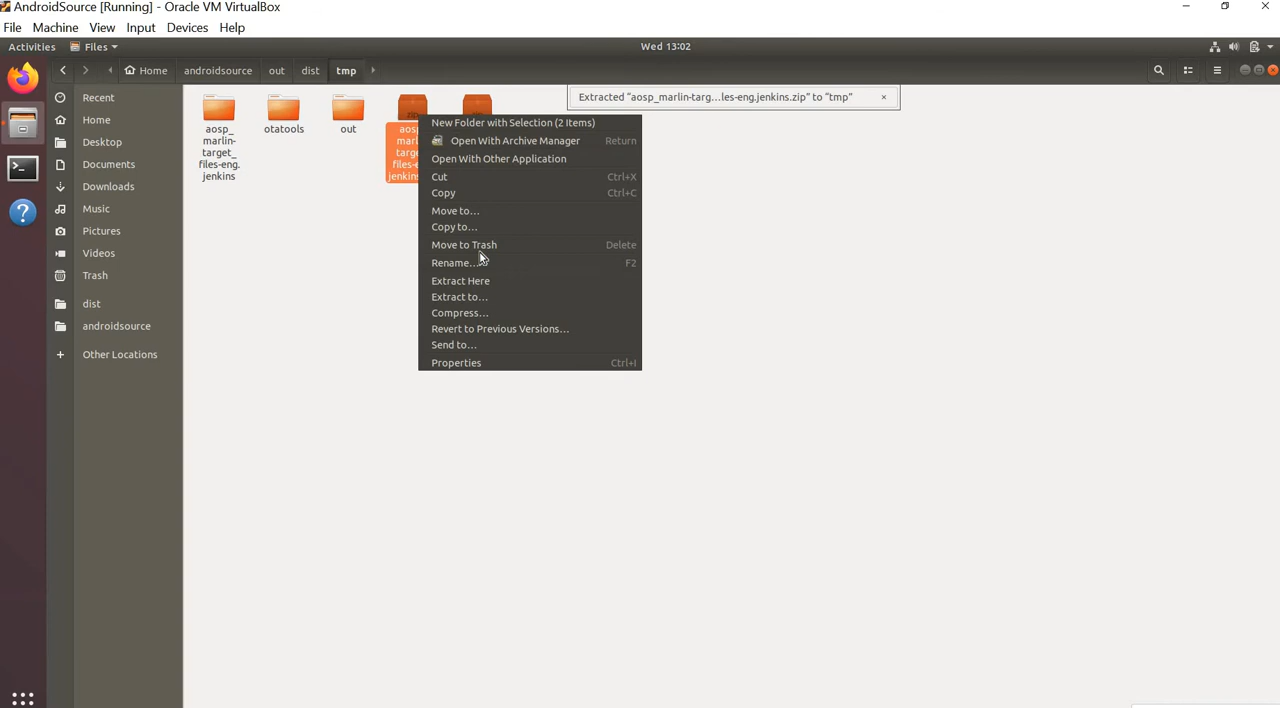 AndroidSource [Running] - Oracle VM VirtualBox
File Machine View Input Devices Help
Activities Files Wed 13:02
Home androidsource out dist tmp
Recent
Home
Desktop
Documents
Downloads
Music
Pictures
Videos
Trash
dist
androidsource
Other Locations
Extracted “aosp_marlin-targ…les-eng.jenkins.zip” to “tmp”
aosp_
marlin-
target_
files-eng.
jenkins
otatools
out
New Folder with Selection (2 Items)
Open With Archive Manager Return
Open With Other Application
Cut Ctrl+X
Copy Ctrl+C
Move to…
Copy to…
Move to Trash Delete
Rename… F2
Extract Here
Extract to…
Compress…
Revert to Previous Versions…
Send to…
Properties Ctrl+I